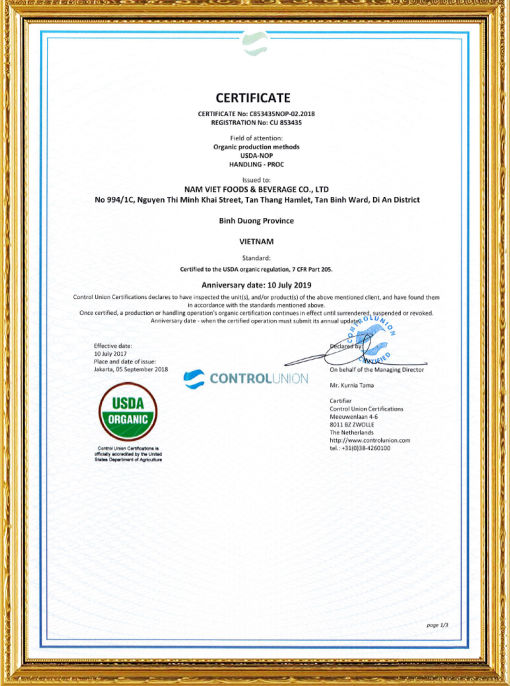 CERTIFICATE
CERTIFICATE No: C853435NOP-02.2018
REGISTRATION No: CU 853435
Field of attention:
Organic production methods
USDA-NOP
HANDLING - PROC
Issued to:
NAM VIET FOODS & BEVERAGE CO., LTD
No 994/1C, Nguyen Thi Minh Khai Street, Tan Thang Hamlet, Tan Binh Ward, Di An District
Binh Duong Province
VIETNAM
Standard:
Certified to the USDA organic regulation, 7 CFR Part 205.
Anniversary date: 10 July 2019
Control Union Certifications declares to have inspected the unit(s), and/or product(s) of the above mentioned client, and have found them
in accordance with the standards mentioned above.
Once certified, a production or handling operation's organic certification continues in effect until surrendered, suspended or revoked.
Anniversary date - when the certified operation must submit its annual update.
Effective date:
10 July 2017
Place and date of issue:
Jakarta, 05 September 2018
USDA
ORGANIC
Control Union Certifications is
officially accredited by the United
States Department of Agriculture
CONTROLUNION
CONTROLUNION
CERTIFIED
Declared by:
On behalf of the Managing Director
Mr. Kurnia Tama
Certifier
Control Union Certifications
Meeuwenlaan 4-6
8011 BZ ZWOLLE
The Netherlands
http://www.controlunion.com
tel.: +31(0)38-4260100
page 1/3